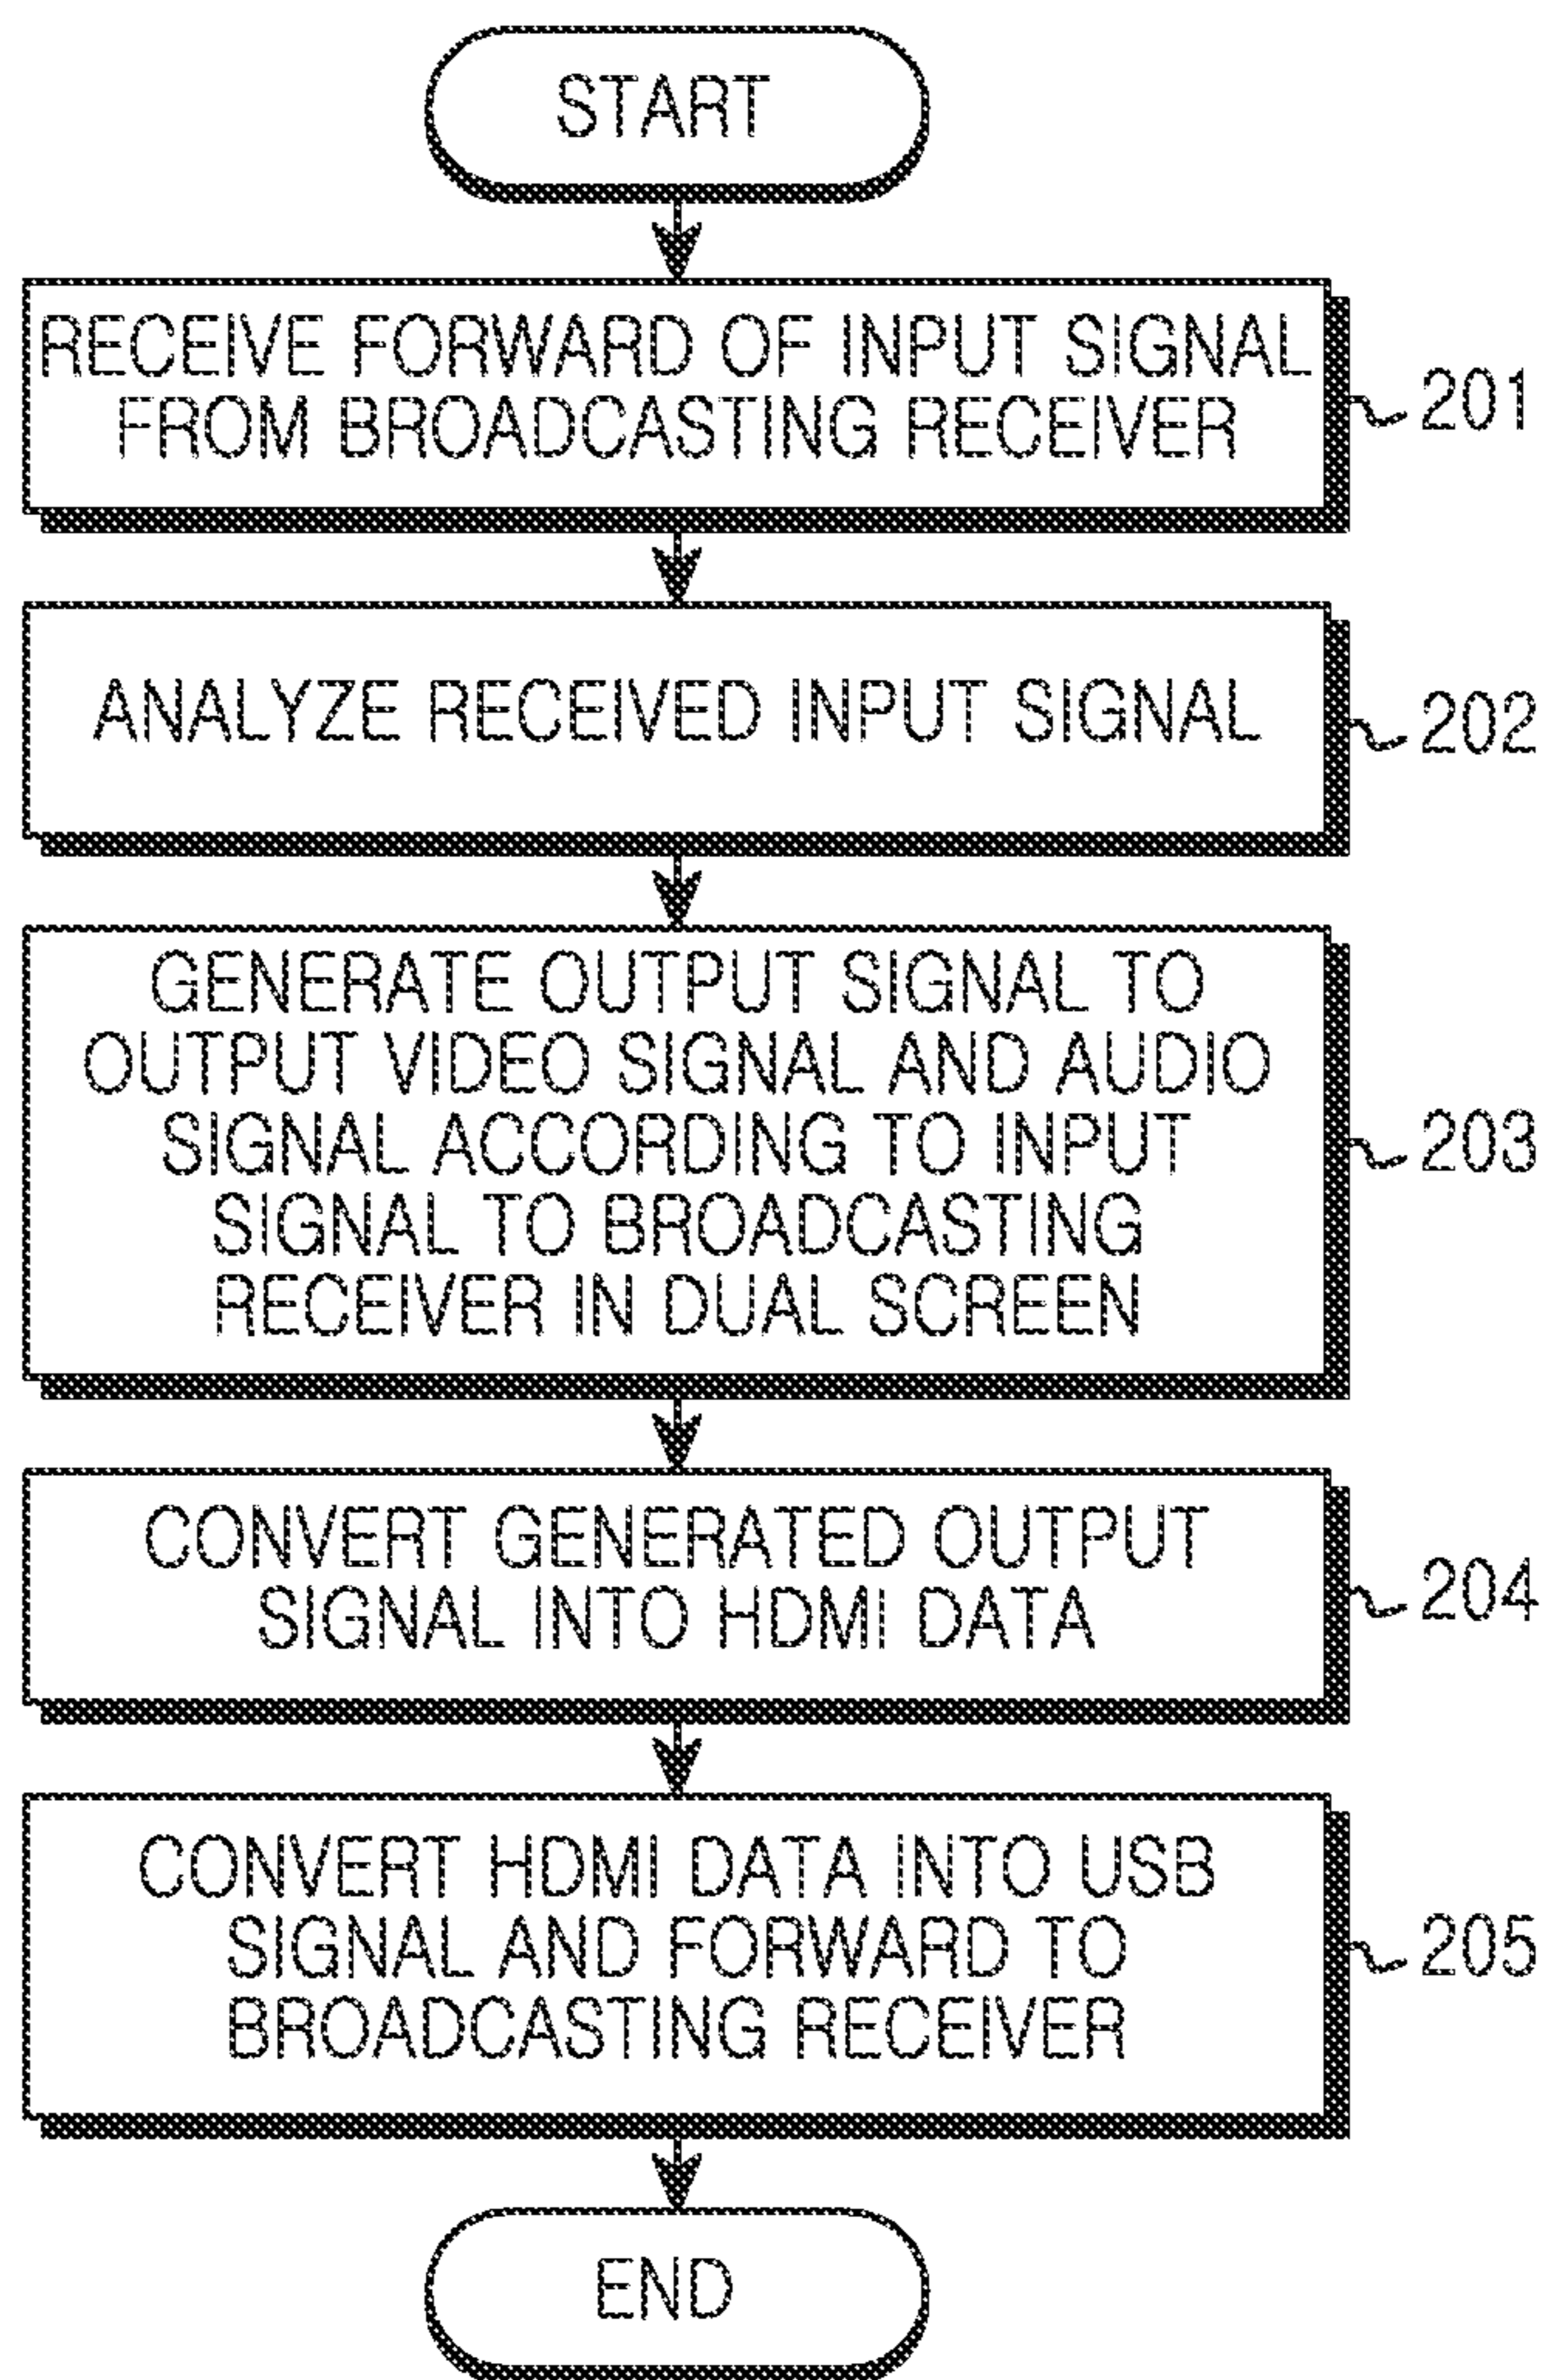 START
RECEIVE FORWARD OF INPUT SIGNAL
FROM BROADCASTING RECEIVER
201
ANALYZE RECEIVED INPUT SIGNAL
202
GENERATE OUTPUT SIGNAL TO
OUTPUT VIDEO SIGNAL AND AUDIO
SIGNAL ACCORDING TO INPUT
SIGNAL TO BROADCASTING
RECEIVER IN DUAL SCREEN
203
CONVERT GENERATED OUTPUT
SIGNAL INTO HDMI DATA
204
CONVERT HDMI DATA INTO USB
SIGNAL AND FORWARD TO
BROADCASTING RECEIVER
205
END